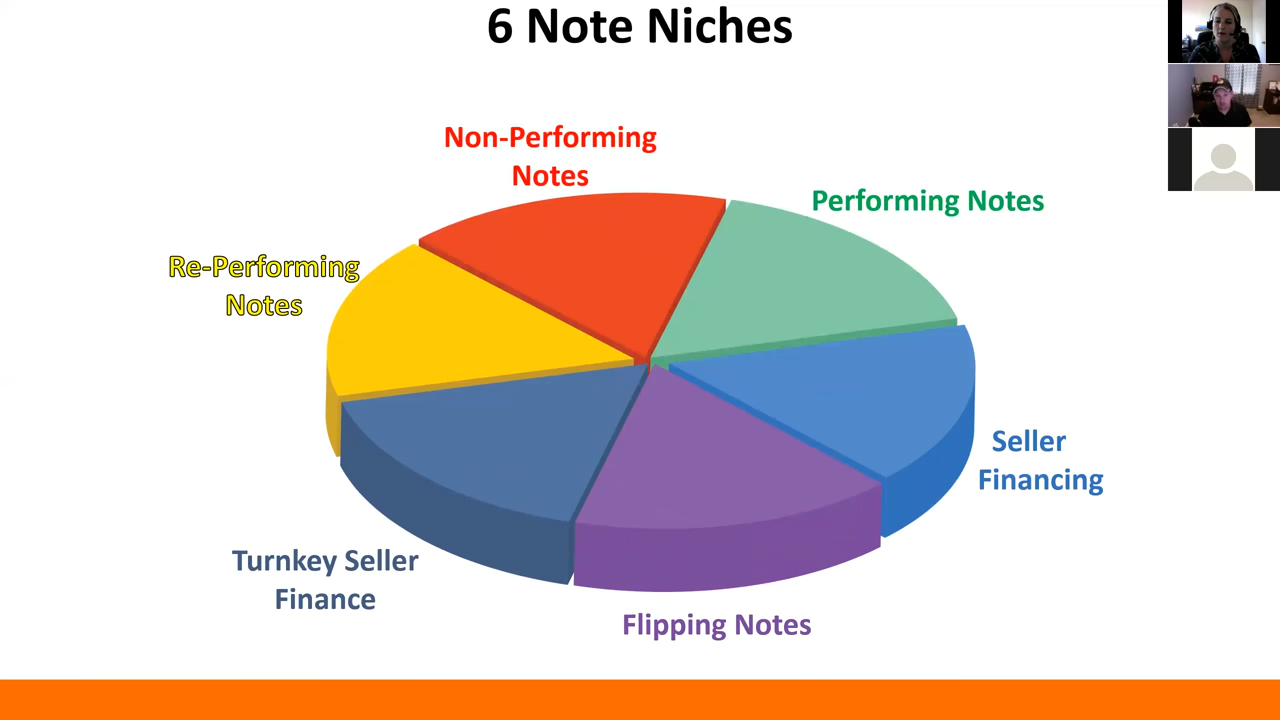 6 Note Niches
Non-Performing
Notes
Performing Notes
Re-Performing
Notes
Seller
Financing
Turnkey Seller
Finance
Flipping Notes